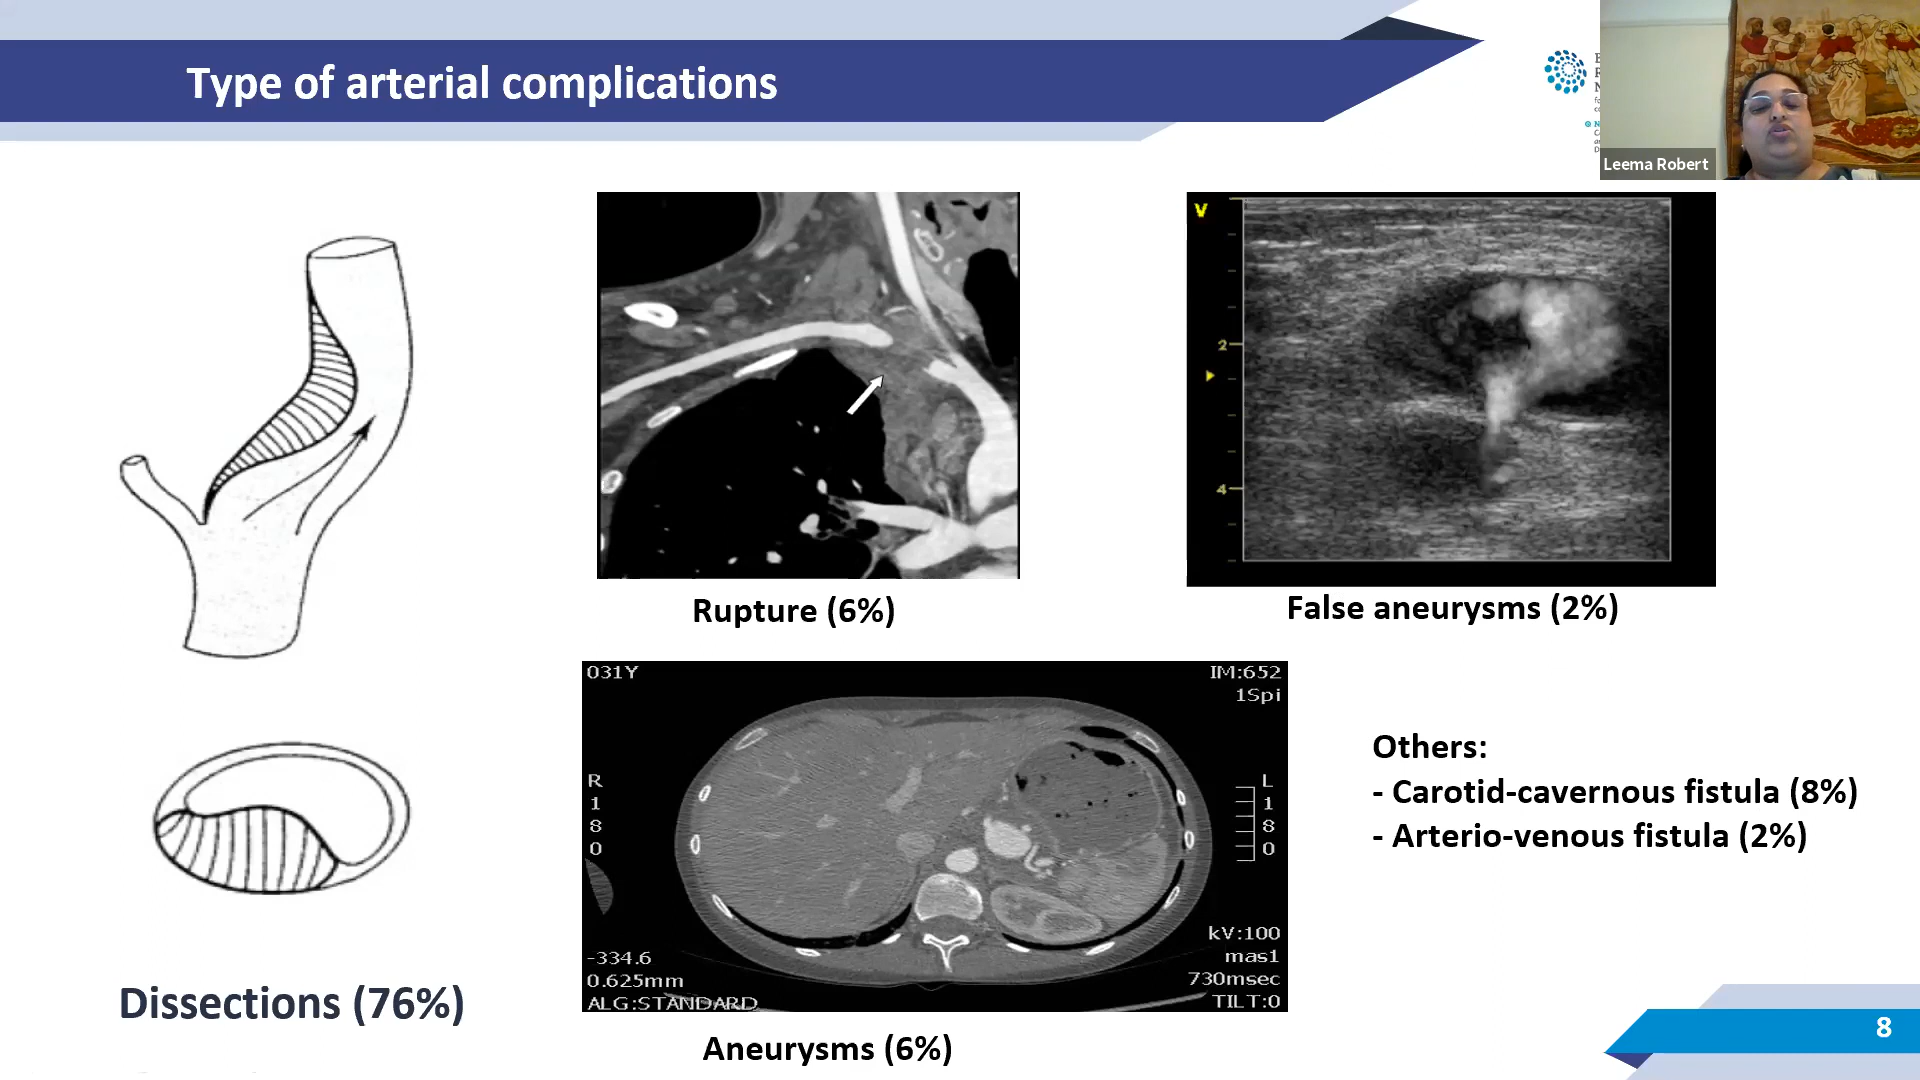 Type of arterial complications
Leema Robert
V
2
4
Rupture (6%)
False aneurysms (2%)
031Y
IM:652
1Spi
R
1
8
0
L
1
8
0
-334.6
0.625mm
ALG:STANDARD
kV:100
mas1
730msec
TILT:0
Others:
- Carotid-cavernous fistula (8%)
- Arterio-venous fistula (2%)
Dissections (76%)
Aneurysms (6%)
8